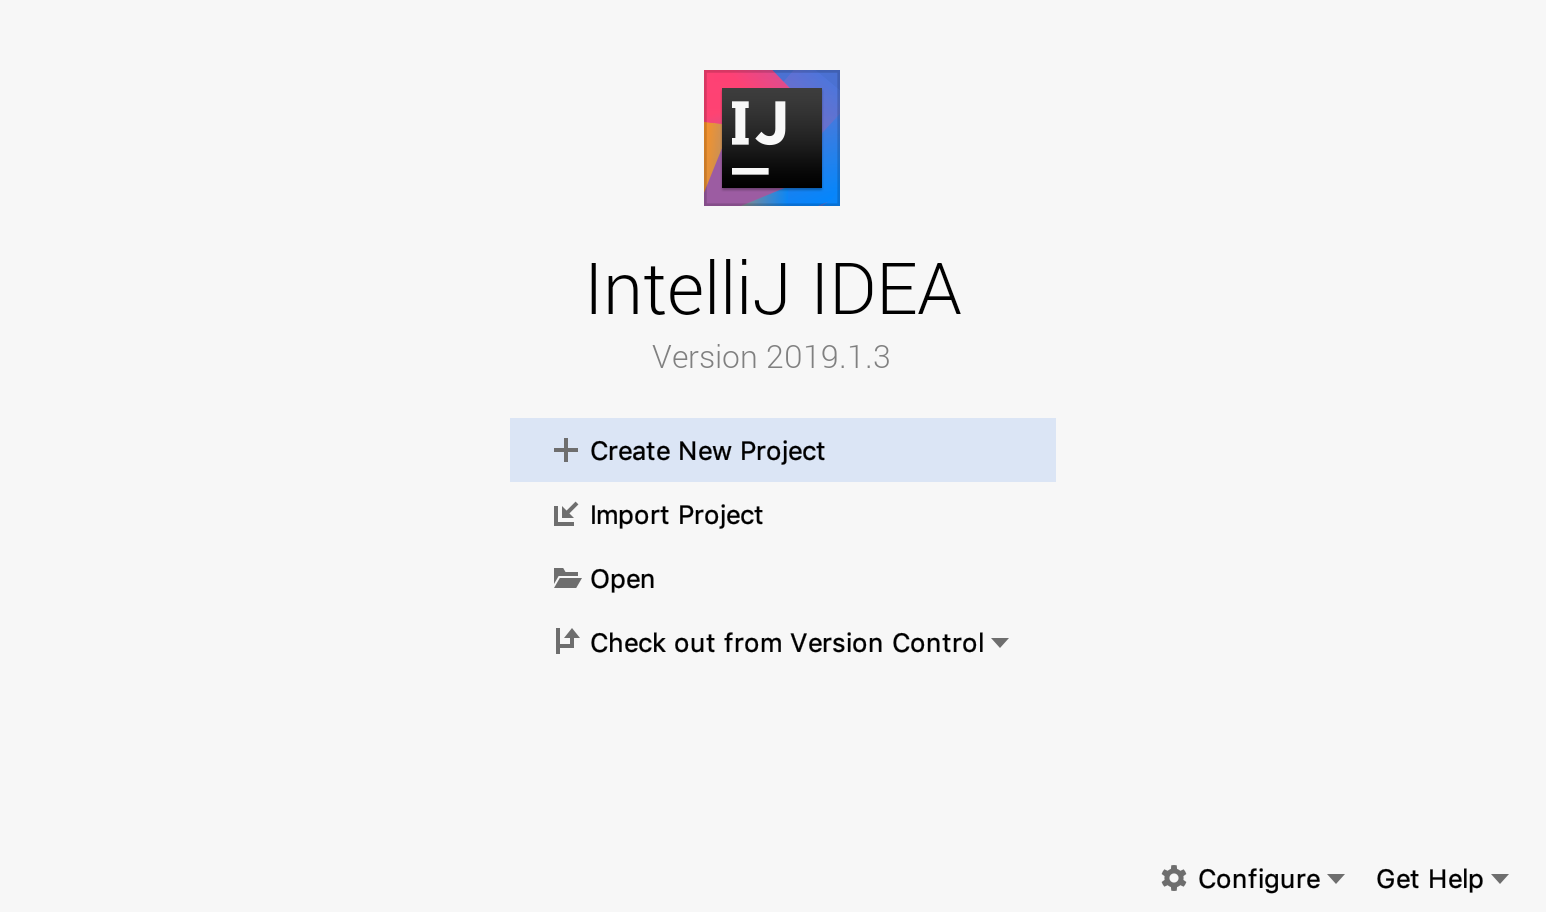 IJ
IntelliJ IDEA
Version 2019.1.3
Create New Project
Import Project
Open
Check out from Version Control
Configure
Get Help